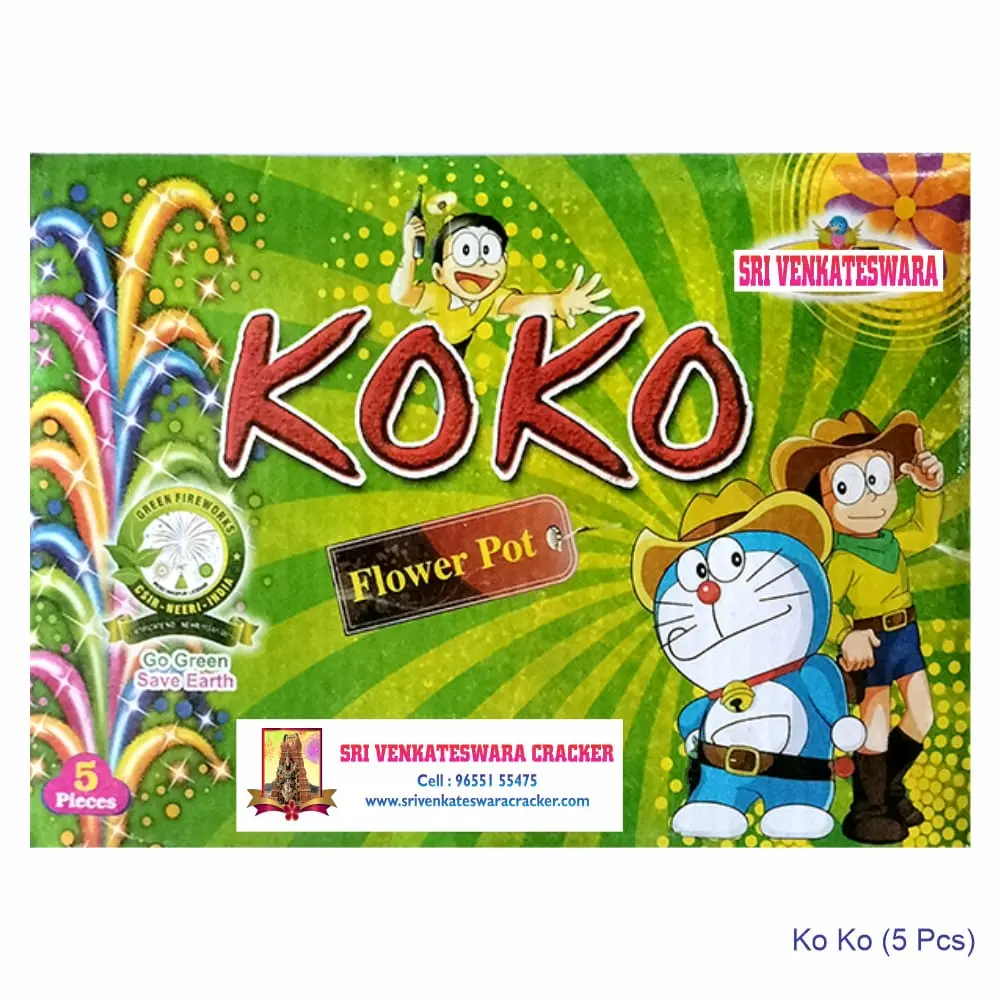 SRI VENKATESWARA
KOKO
Flower Pot
GREEN FIREWORKS
CSIR-NEERI-INDIA
Go Green
Save Earth
5
Pieces
SRI VENKATESWARA CRACKER
Cell : 96551 55475
www.srivenkateswaracracker.com
Ko Ko (5 Pcs)